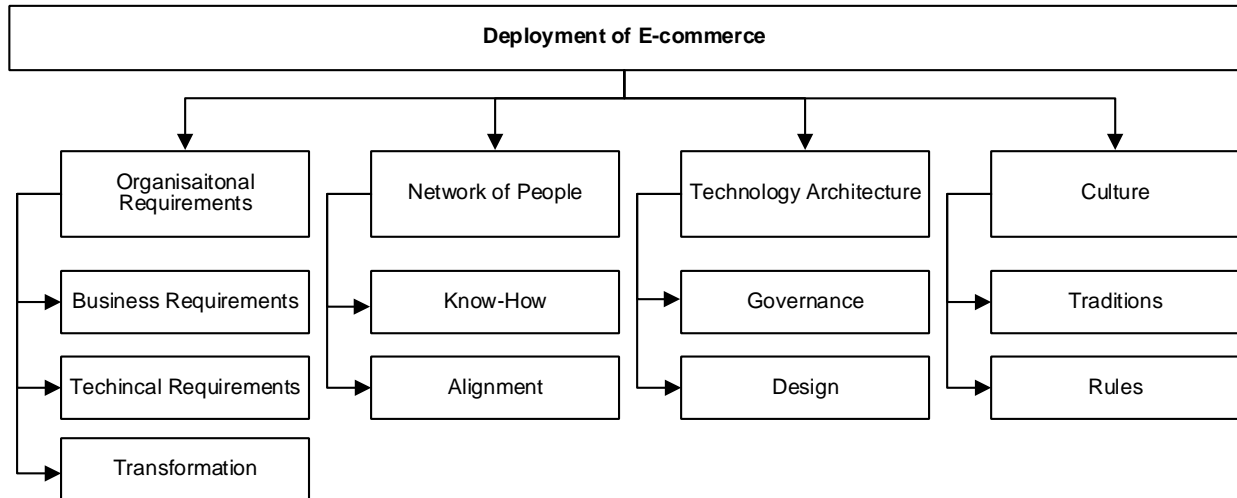 Deployment of E-commerce
Organisaitonal
Requirements
Network of People
Technology Architecture
Culture
Business Requirements
Know-How
Governance
Traditions
Techincal Requirements
Alignment
Design
Rules
Transformation